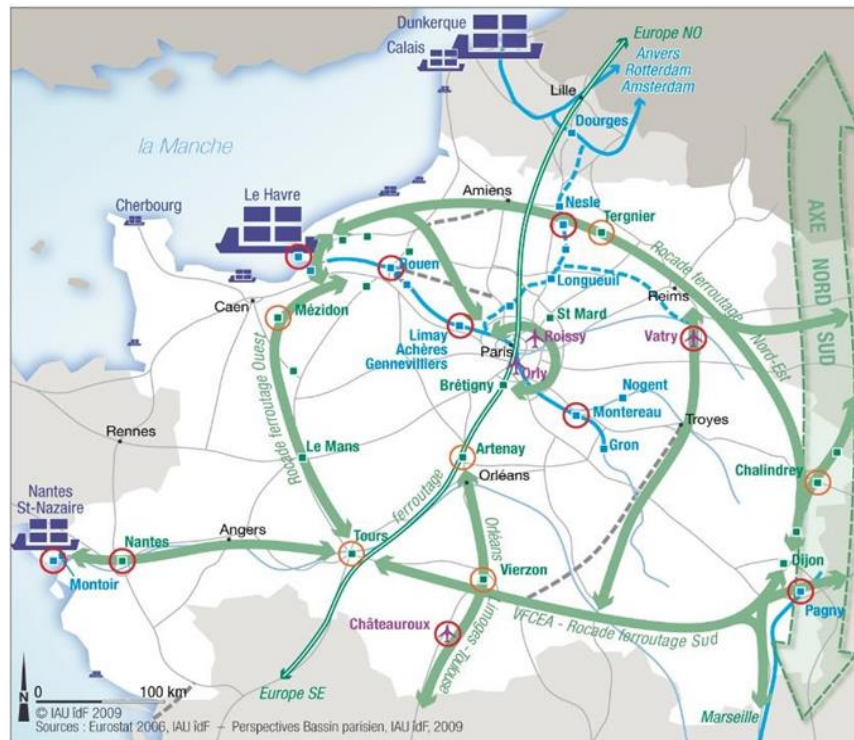 Dunkerque
Calais
Europe NO
Anvers
Rotterdam
Amsterdam
Lille
Dourges
la Manche
Cherbourg
Le Havre
Amiens
Nesle
Tergnier
Rocade ferroutage
Nord-Est
AXE NORD
SUD
Rouen
Longueuil
Reims
Caen
Mézidon
St Mard
Limay
Achères
Gennevilliers
Roissy
Paris
Orly
Vatry
Brétigny
Nogent
Montereau
Troyes
Rocade ferroutage Ouest
Rennes
Le Mans
Artenay
Gron
Chalindrey
Orléans
ferroutage
Nantes
St-Nazaire
Nantes
Angers
Tours
Orléans
Vierzon
Dijon
Montoir
Limoges - Toulouse
VFCEA - Rocade ferroutage Sud
Pagny
Châteauroux
Europe SE
Marseille
N
0 100 km
© IAU îdF 2009
Sources : Eurostat 2006, IAU îdF – Perspectives Bassin parisien, IAU îdF, 2009